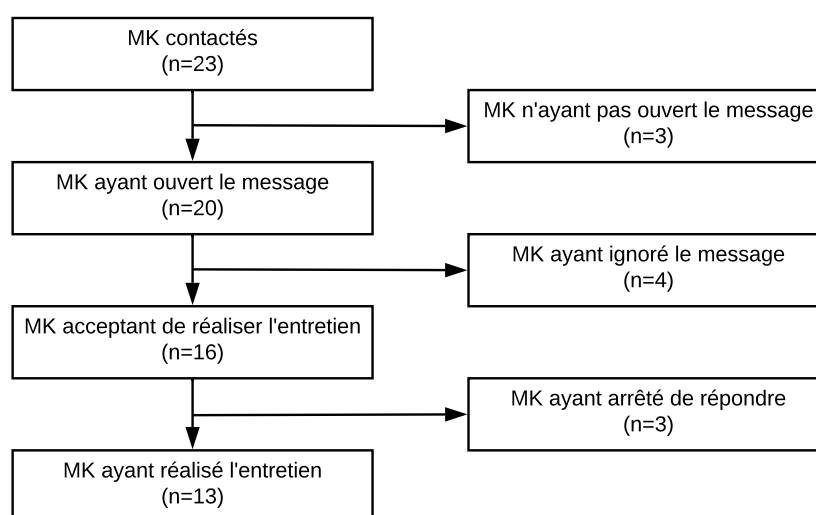 MK contactés
(n=23)
MK n'ayant pas ouvert le message
(n=3)
MK ayant ouvert le message
(n=20)
MK ayant ignoré le message
(n=4)
MK acceptant de réaliser l'entretien
(n=16)
MK ayant arrêté de répondre
(n=3)
MK ayant réalisé l'entretien
(n=13)